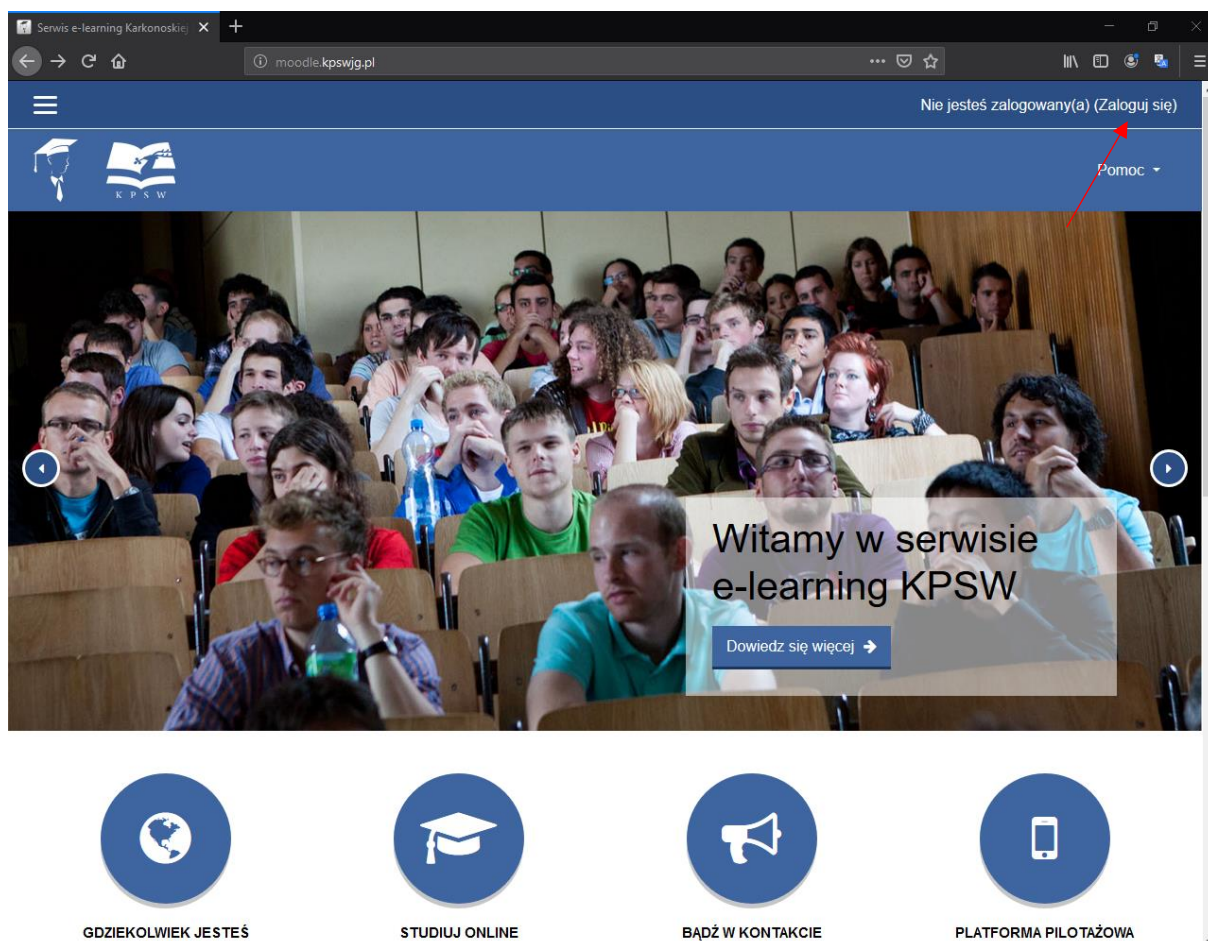 Serwis e-learning Karkonoskiej
moodle.kpswjg.pl
Nie jesteś zalogowany(a) (Zaloguj się)
K P S W
Pomoc
Witamy w serwisie
e-learning KPSW
Dowiedz się więcej
GDZIEKOLWIEK JESTEŚ
STUDIUJ ONLINE
BĄDŹ W KONTAKCIE
PLATFORMA PILOTAŻOWA